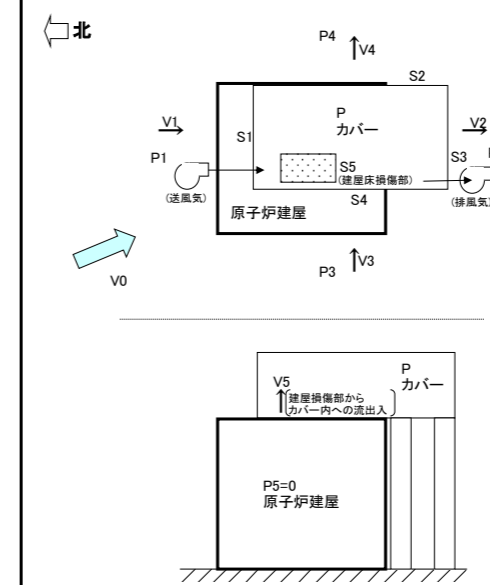 北
P4
V4
S2
V1
P
カバー
V2
S1
P1
S5
S3
(建屋床損傷部)
(送風気)
S4
(排風気)
原子炉建屋
V0
P3
V3
P
カバー
V5
建屋損傷部から
カバー内への流出入
P5=0
原子炉建屋